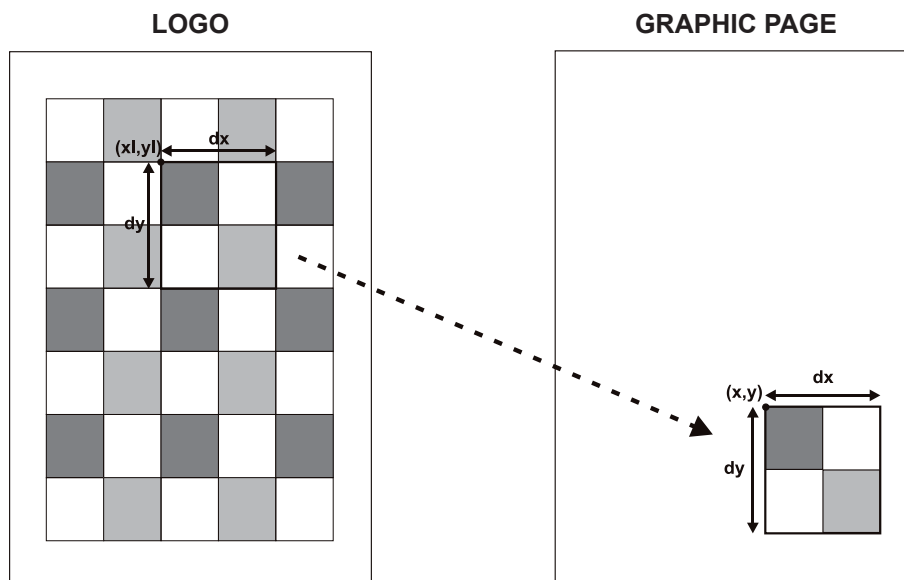 LOGO
GRAPHIC PAGE
(xl,yl)
dx
dy
(x,y)
dx
dy